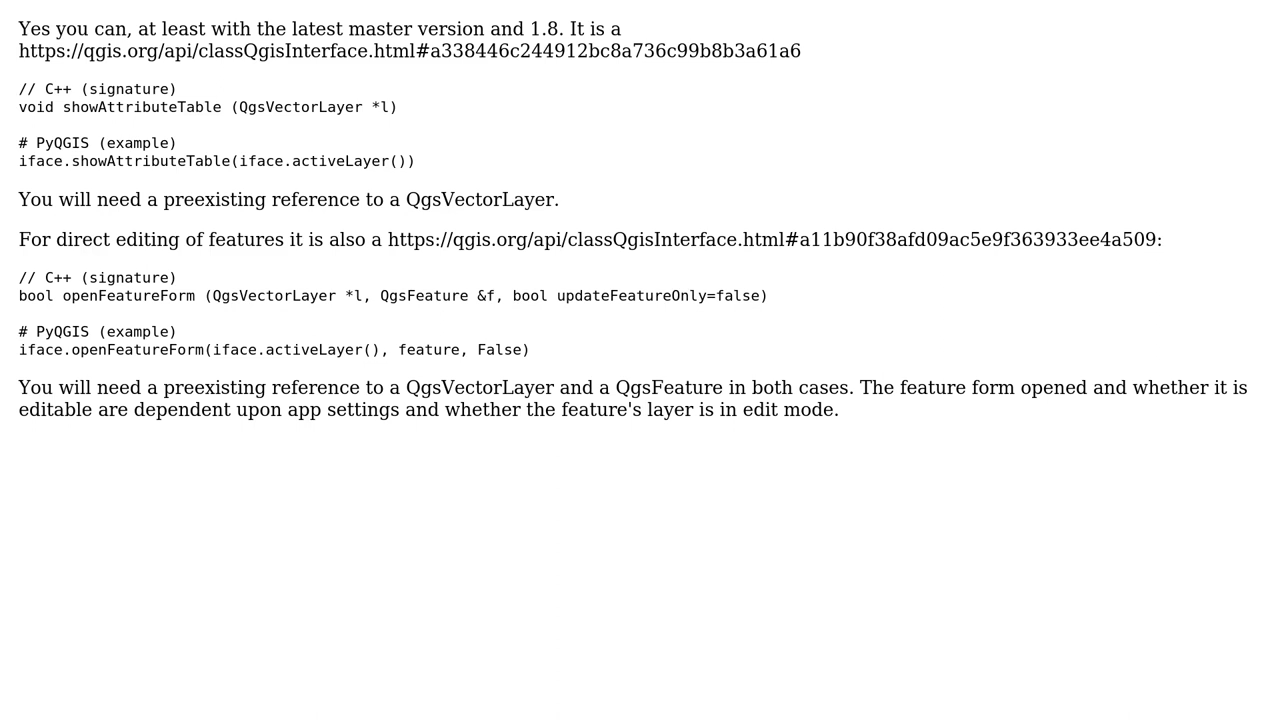 Yes you can, at least with the latest master version and 1.8. It is a
https://qgis.org/api/classQgisInterface.html#a338446c244912bc8a736c99b8b3a61a6
// C++ (signature)
void showAttributeTable (QgsVectorLayer *l)
# PyQGIS (example)
iface.showAttributeTable(iface.activeLayer())
You will need a preexisting reference to a QgsVectorLayer.
For direct editing of features it is also a https://qgis.org/api/classQgisInterface.html#a11b90f38afd09ac5e9f363933ee4a509:
// C++ (signature)
bool openFeatureForm (QgsVectorLayer *l, QgsFeature &f, bool updateFeatureOnly=false)
# PyQGIS (example)
iface.openFeatureForm(iface.activeLayer(), feature, False)
You will need a preexisting reference to a QgsVectorLayer and a QgsFeature in both cases. The feature form opened and whether it is
editable are dependent upon app settings and whether the feature's layer is in edit mode.